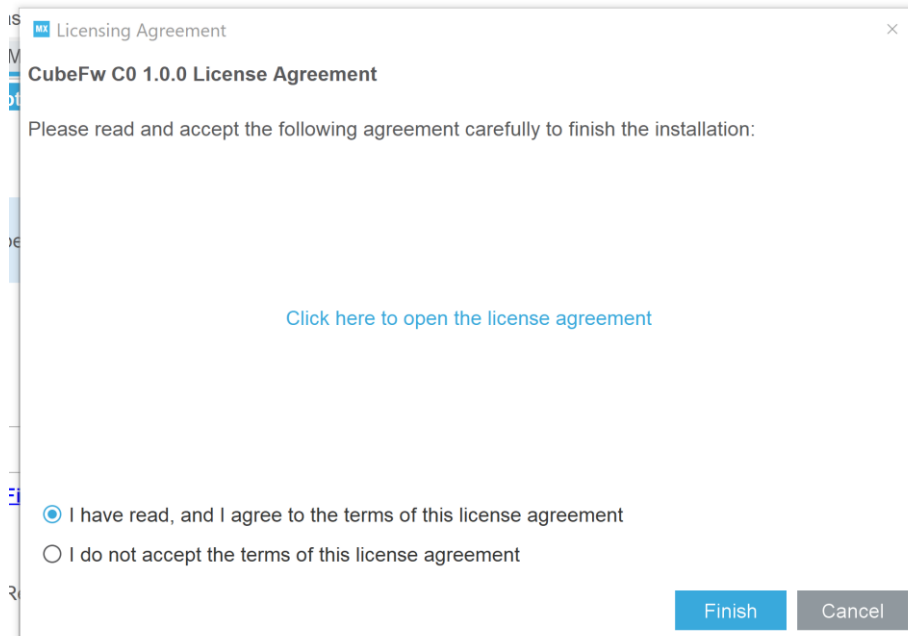 MX Licensing Agreement
CubeFw C0 1.0.0 License Agreement
Please read and accept the following agreement carefully to finish the installation:
Click here to open the license agreement
I have read, and I agree to the terms of this license agreement
I do not accept the terms of this license agreement
Finish Cancel